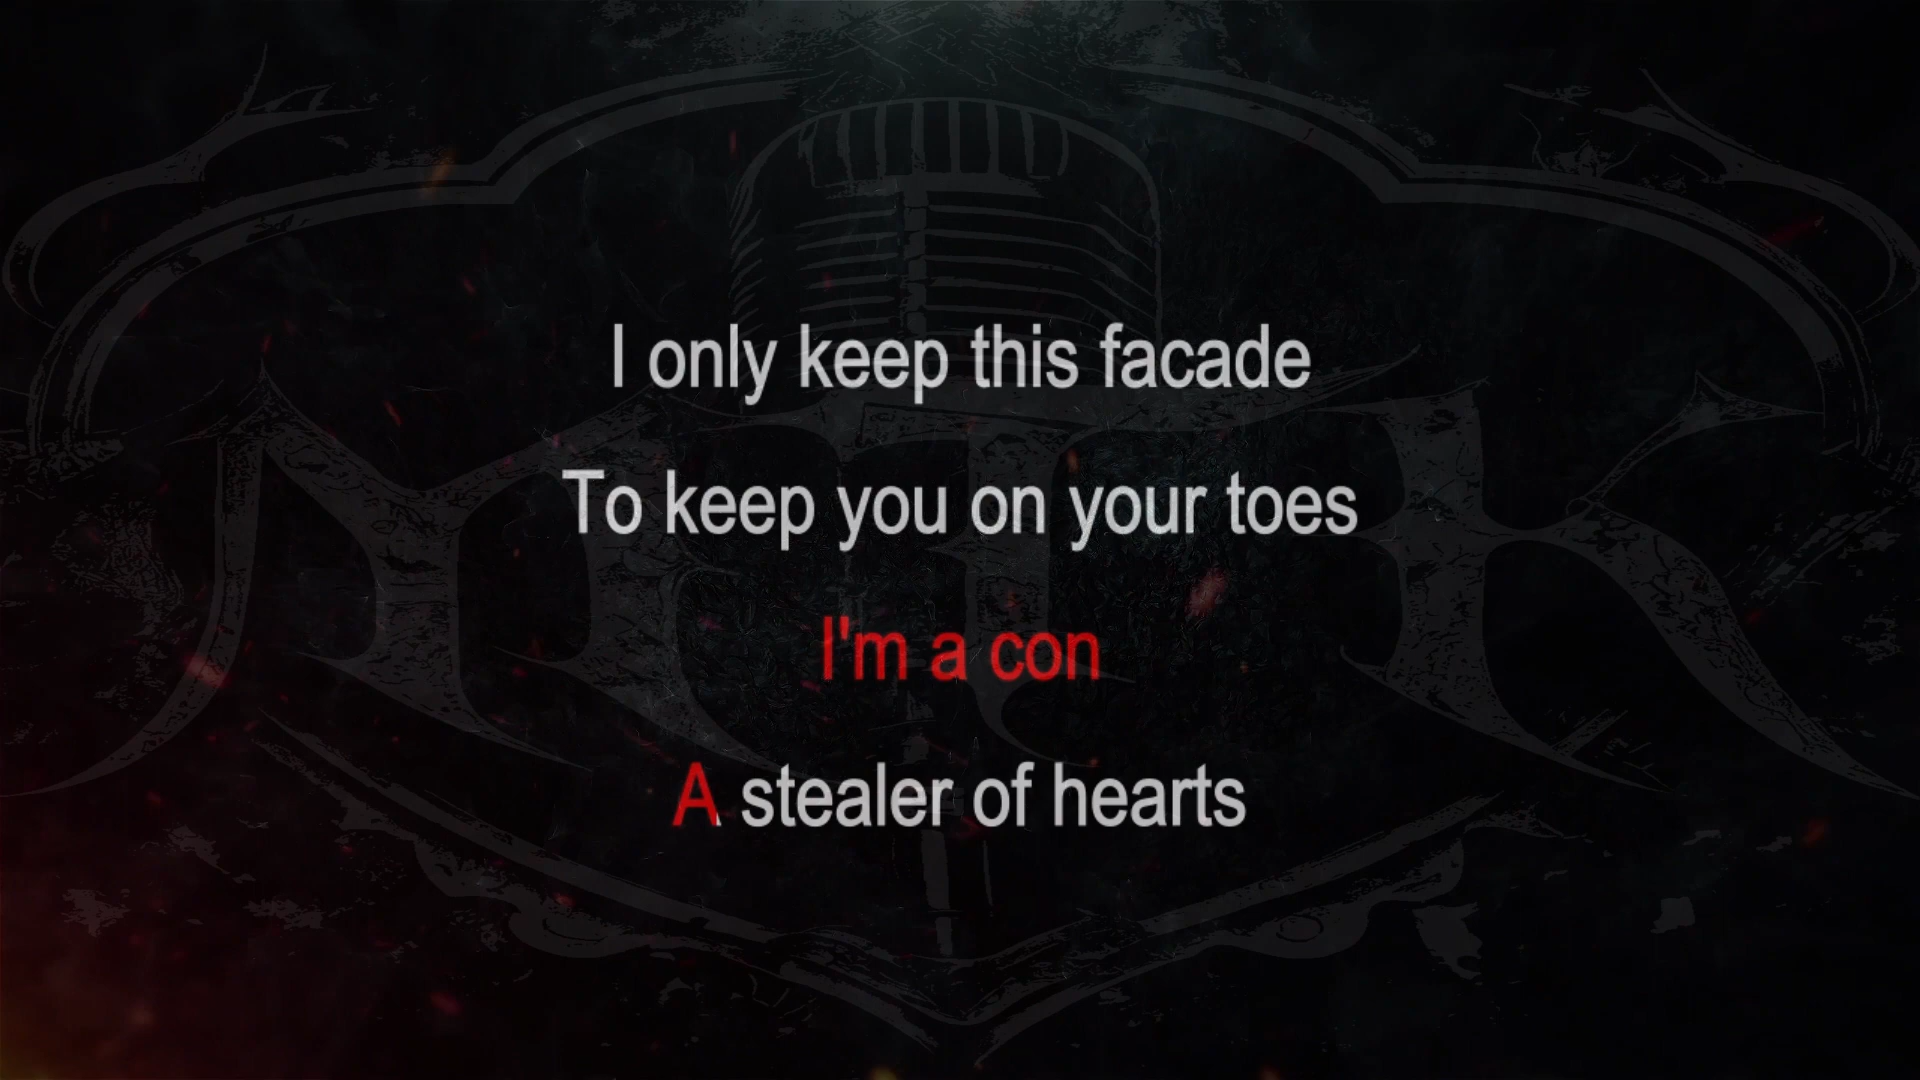 I only keep this facade
To keep you on your toes
I'm a con
A stealer of hearts